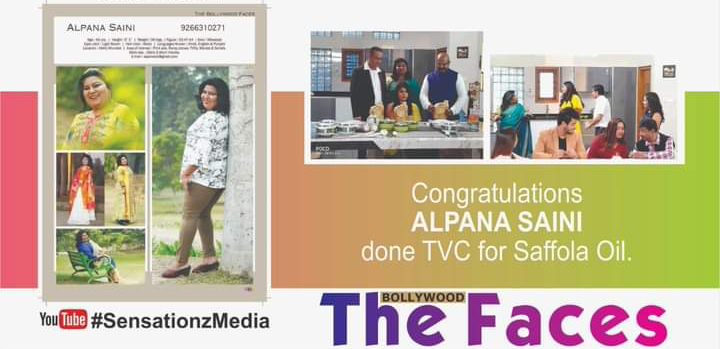 THE BOLLYWOOD FACES
ALPANA SAINI 9266310271
Congratulations
ALPANA SAINI
done TVC for Saffola Oil.
YouTube #SensationzMedia
BOLLYWOOD
The Faces